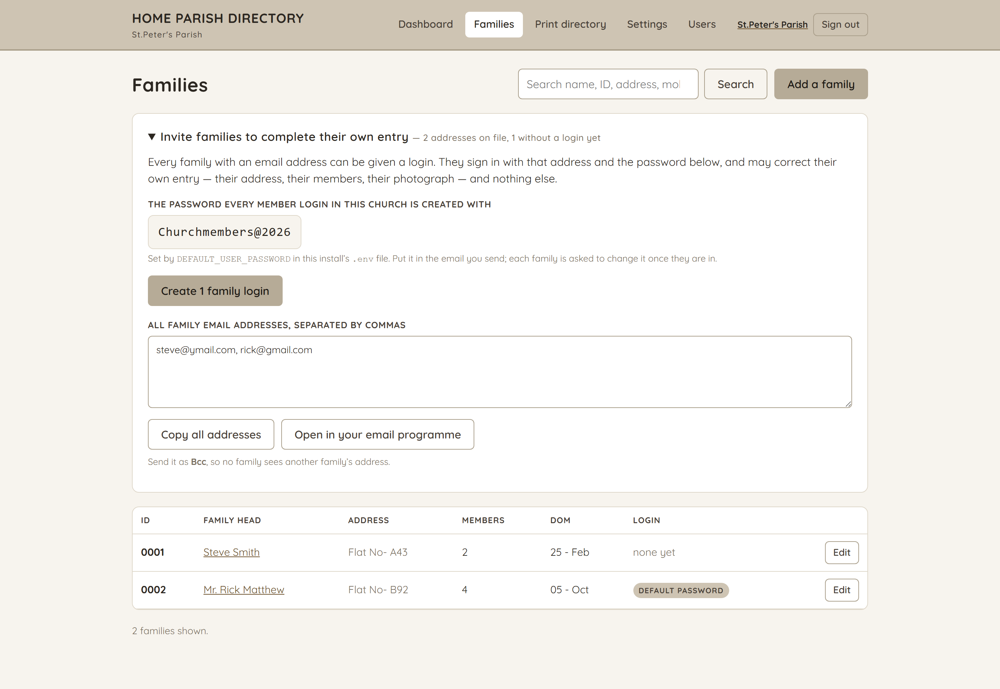 HOME PARISH DIRECTORY
St.Peter's Parish
Dashboard
Families
Print directory
Settings
Users
St.Peter's Parish
Sign out
Families
Search name, ID, address, mo
Search
Add a family
▼ Invite families to complete their own entry — 2 addresses on file, 1 without a login yet
Every family with an email address can be given a login. They sign in with that address and the password below, and may correct their
own entry — their address, their members, their photograph — and nothing else.
THE PASSWORD EVERY MEMBER LOGIN IN THIS CHURCH IS CREATED WITH
Churchmembers@2026
Set by DEFAULT_USER_PASSWORD in this install’s .env file. Put it in the email you send; each family is asked to change it once they are in.
Create 1 family login
ALL FAMILY EMAIL ADDRESSES, SEPARATED BY COMMAS
steve@ymail.com, rick@gmail.com
Copy all addresses
Open in your email programme
Send it as Bcc, so no family sees another family’s address.
ID FAMILY HEAD ADDRESS MEMBERS DOM LOGIN
0001 Steve Smith Flat No- A43 2 25 - Feb none yet Edit
0002 Mr. Rick Matthew Flat No- B92 4 05 - Oct DEFAULT PASSWORD Edit
2 families shown.